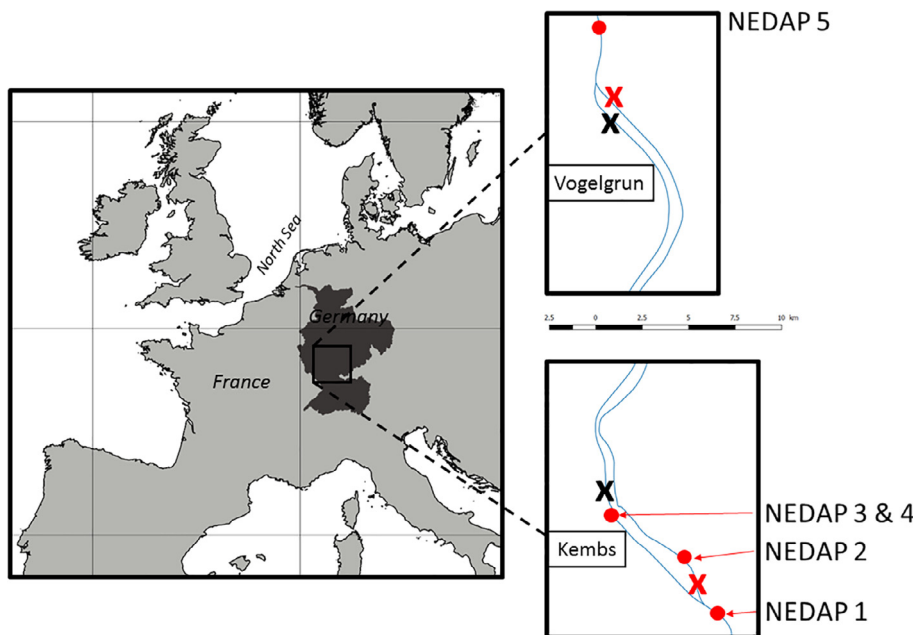 NEDAP 5
X
X
Vogelgrun
North Sea
Germany
France
2.5 0 2.5 5 7.5 10 km
X
NEDAP 3 & 4
Kembs
NEDAP 2
X
NEDAP 1